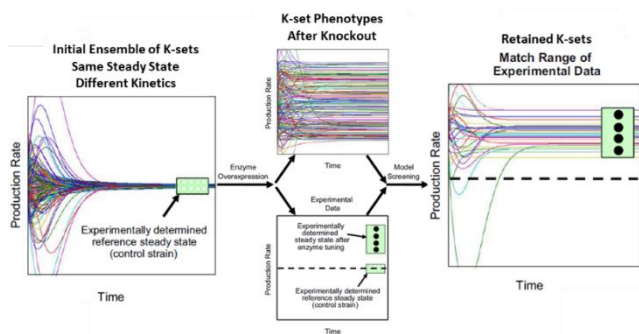 Initial Ensemble of K-sets
Same Steady State
Different Kinetics
Production Rate
Experimentally determined
reference steady state
(control strain)
Time
Enzyme
Overexpression
K-set Phenotypes
After Knockout
Production Rate
Time
Experimental
Data
Production Rate
Experimentally
determined
steady state after
enzyme tuning
Experimentally determined
reference steady state
(control strain)
Time
Model
Screening
Retained K-sets
Match Range of
Experimental Data
Production Rate
Time